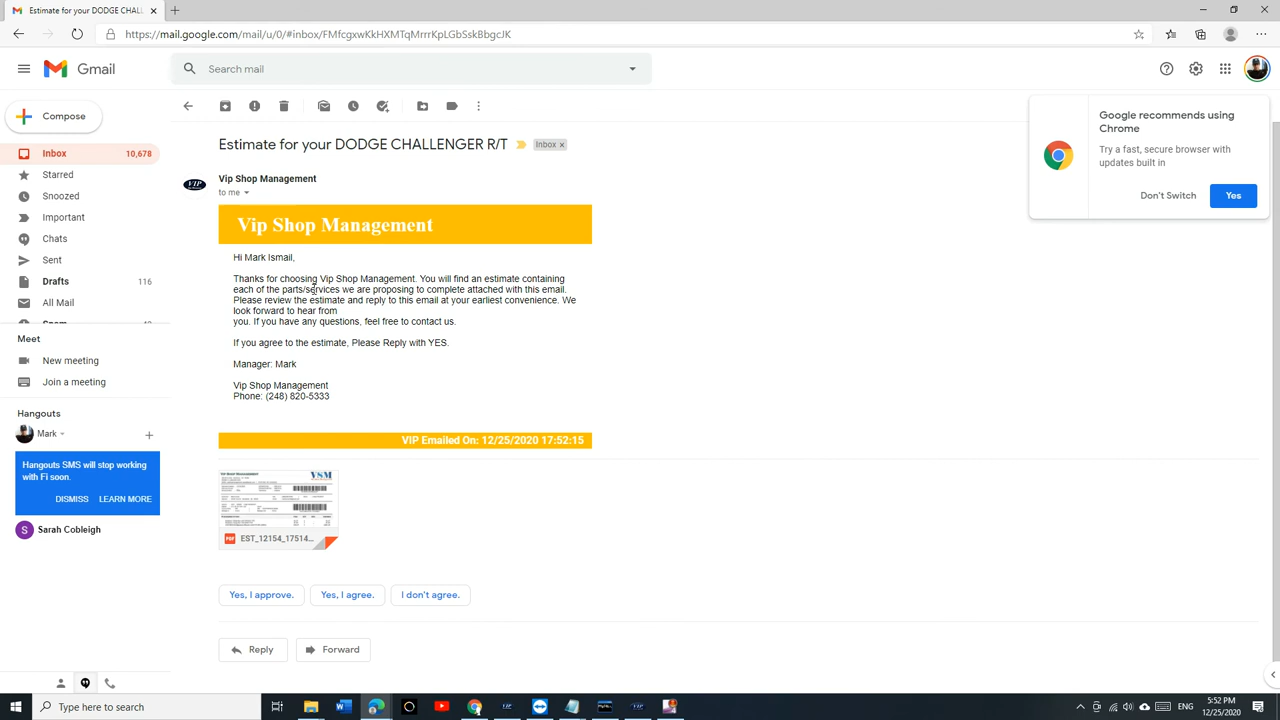 Estimate for your DODGE CHALL
https://mail.google.com/mail/u/0/#inbox/FMfcgxwKkHXMTqMrrrKpLGbSskBbgcJK
Gmail
Search mail
Compose
Inbox 10,678
Starred
Snoozed
Important
Chats
Sent
Drafts 116
All Mail
Meet
New meeting
Join a meeting
Hangouts
Mark
Hangouts SMS will stop working
with Fi soon.
DISMISS LEARN MORE
S Sarah Cobleigh
Estimate for your DODGE CHALLENGER R/T Inbox x
VIP Vip Shop Management
to me
Vip Shop Management
Hi Mark Ismail,
Thanks for choosing Vip Shop Management. You will find an estimate containing
each of the parts/services we are proposing to complete attached with this email.
Please review the estimate and reply to this email at your earliest convenience. We
look forward to hear from
you. If you have any questions, feel free to contact us.
If you agree to the estimate, Please Reply with YES.
Manager: Mark
Vip Shop Management
Phone: (248) 820-5333
VIP Emailed On: 12/25/2020 17:52:15
VSM
PDF EST_12154_17514...
Yes, I approve.
Yes, I agree.
I don't agree.
Reply
Forward
Google recommends using
Chrome
Try a fast, secure browser with
updates built in
Don't Switch Yes
Type here to search
ENG
5:52 PM
12/25/2020